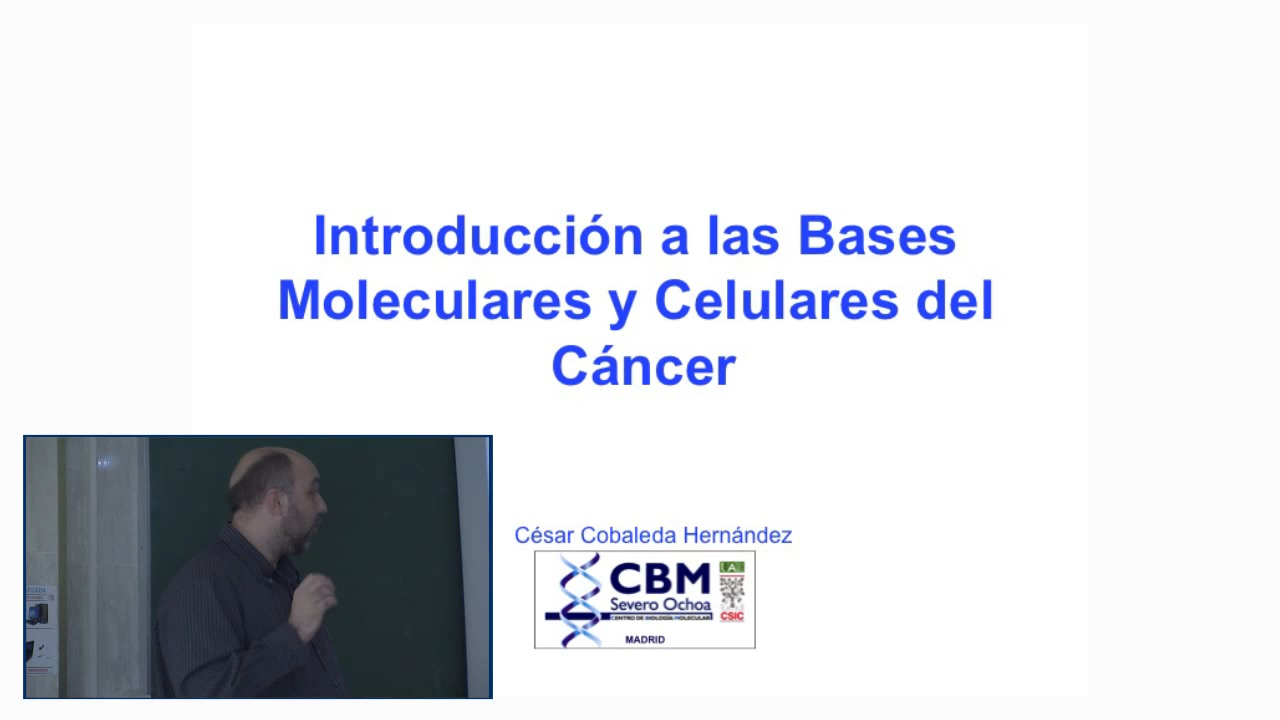 Introducción a las Bases
Moleculares y Celulares del
Cáncer
César Cobaleda Hernández
CBM
Severo Ochoa
CENTRO DE BIOLOGÍA MOLECULAR
MADRID
CSIC